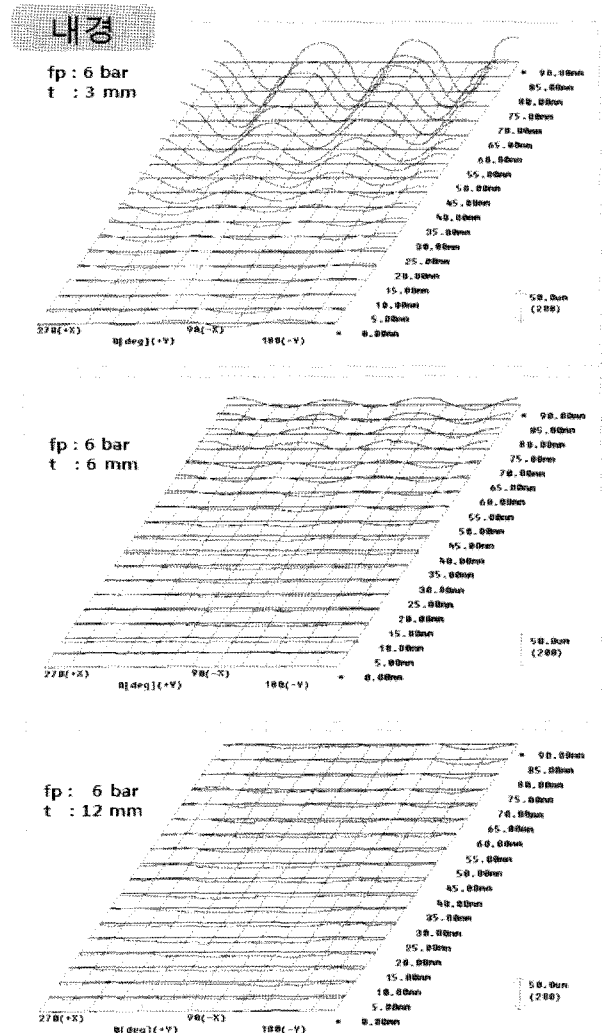 내경
fp : 6 bar
t : 3 mm
* 90.00mm
85.00mm
80.00mm
75.00mm
70.00mm
65.00mm
60.00mm
55.00mm
50.00mm
45.00mm
40.00mm
35.00mm
30.00mm
25.00mm
20.00mm
15.00mm
10.00mm
5.00mm
* 0.00mm
50.0um
(200)
270(+X) 90(-X)
0[deg](+Y) 180(-Y)
fp : 6 bar
t : 6 mm
* 90.00mm
85.00mm
80.00mm
75.00mm
70.00mm
65.00mm
60.00mm
55.00mm
50.00mm
45.00mm
40.00mm
35.00mm
30.00mm
25.00mm
20.00mm
15.00mm
10.00mm
5.00mm
* 0.00mm
50.0um
(200)
270(+X) 90(-X)
0[deg](+Y) 180(-Y)
fp : 6 bar
t : 12 mm
* 90.00mm
85.00mm
80.00mm
75.00mm
70.00mm
65.00mm
60.00mm
55.00mm
50.00mm
45.00mm
40.00mm
35.00mm
30.00mm
25.00mm
20.00mm
15.00mm
10.00mm
5.00mm
* 0.00mm
50.0um
(200)
270(+X) 90(-X)
0[deg](+Y) 180(-Y)